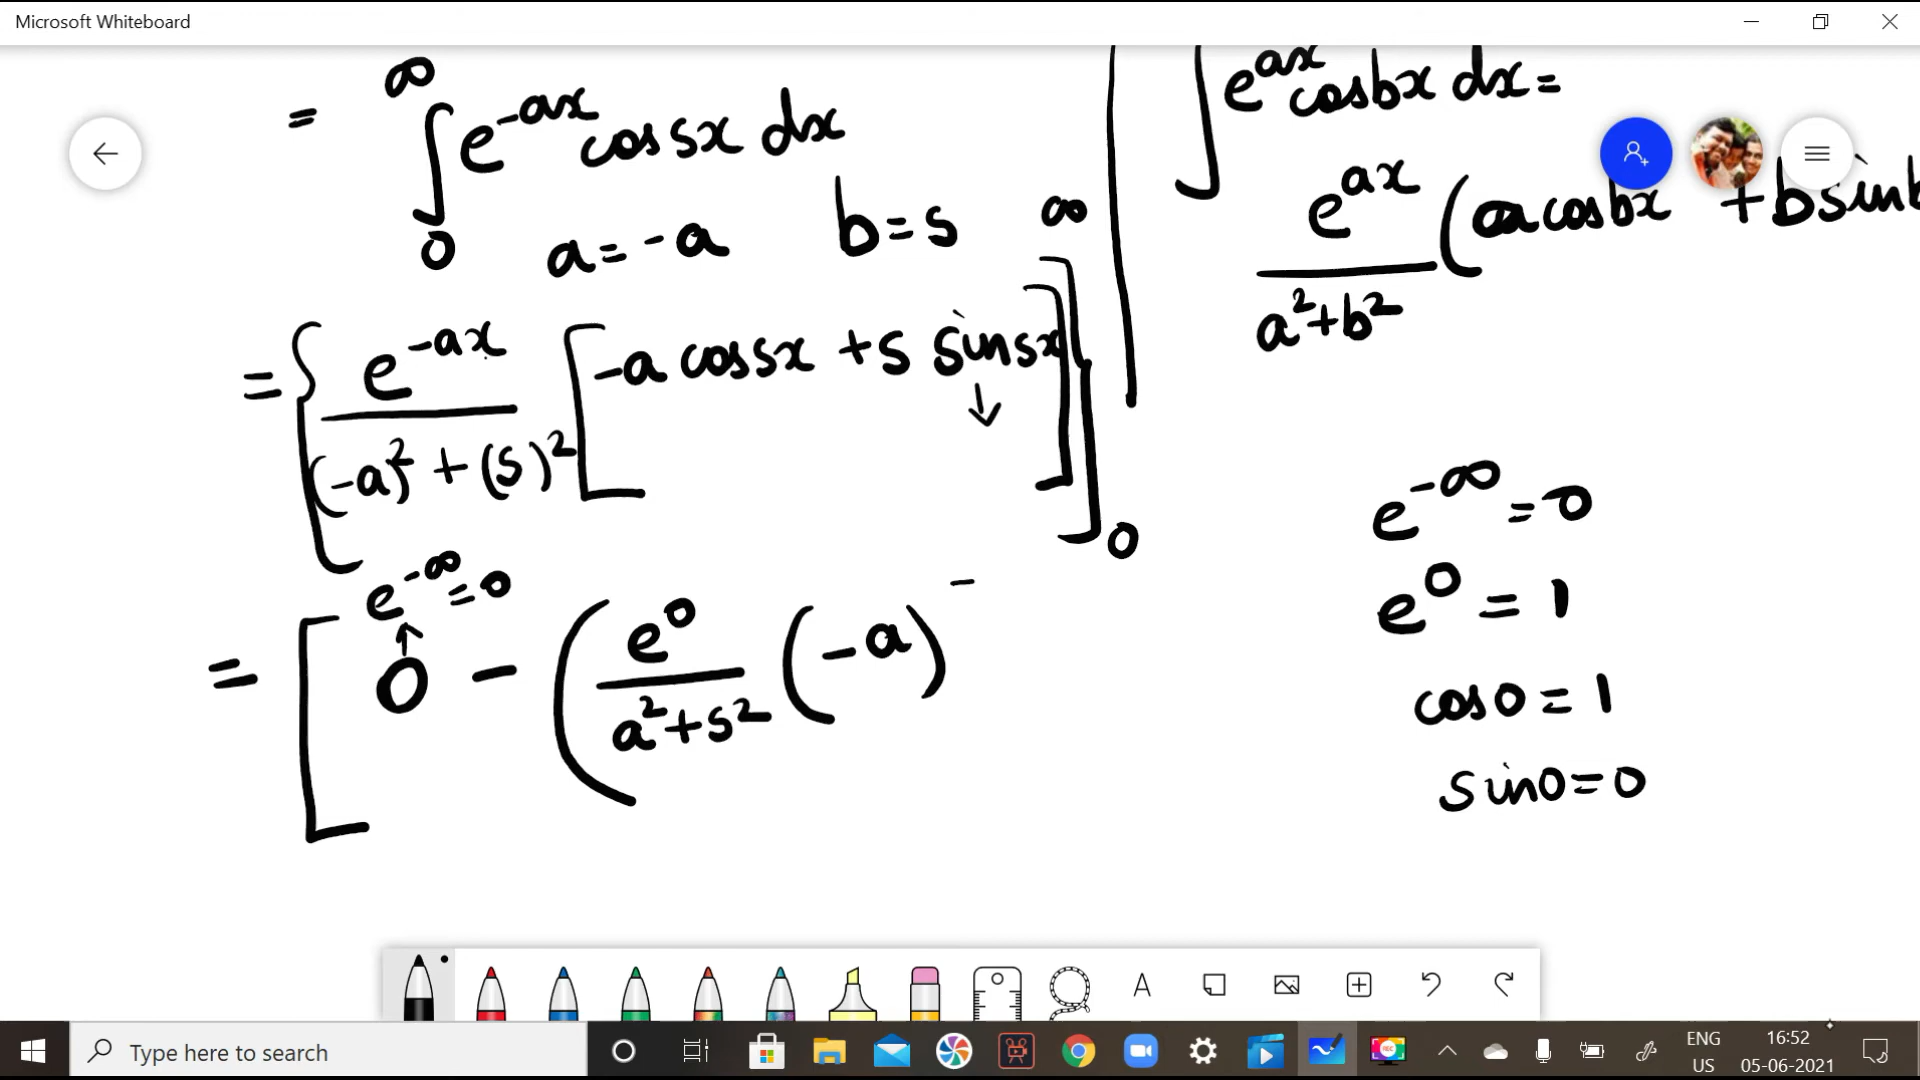 Microsoft Whiteboard
= ∫₀^∞ e^{-ax} cos sx dx
a = -a b = s
= { e^{-ax} / (-a)² + (s)² [ -a cos sx + s sin sx ] ]₀^∞
↓
e^{-∞} = 0
↑
= [ 0 - ( e⁰ / a² + s² (-a) -
∫ e^{ax} cos bx dx =
e^{ax} / a² + b² ( a cos bx + b sin b
e^{-∞} = 0
e⁰ = 1
cos 0 = 1
sin 0 = 0
A
Type here to search
ENG
US
16:52
05-06-2021